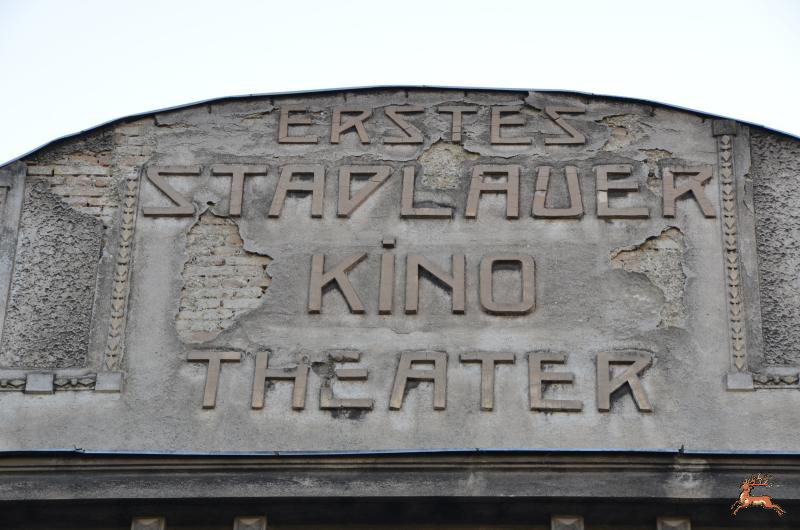 ERSTES
STADLAUER
KINO
THEATER